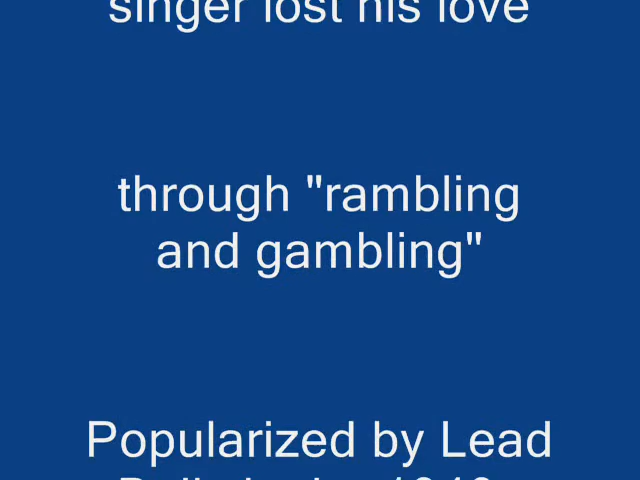 singer lost his love
through "rambling
and gambling"
Popularized by Lead